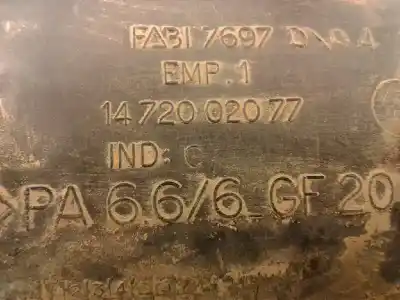 FABI 7697
EMP.1
14 720 020 77
IND: C
>PA 6.6/6_GF 20